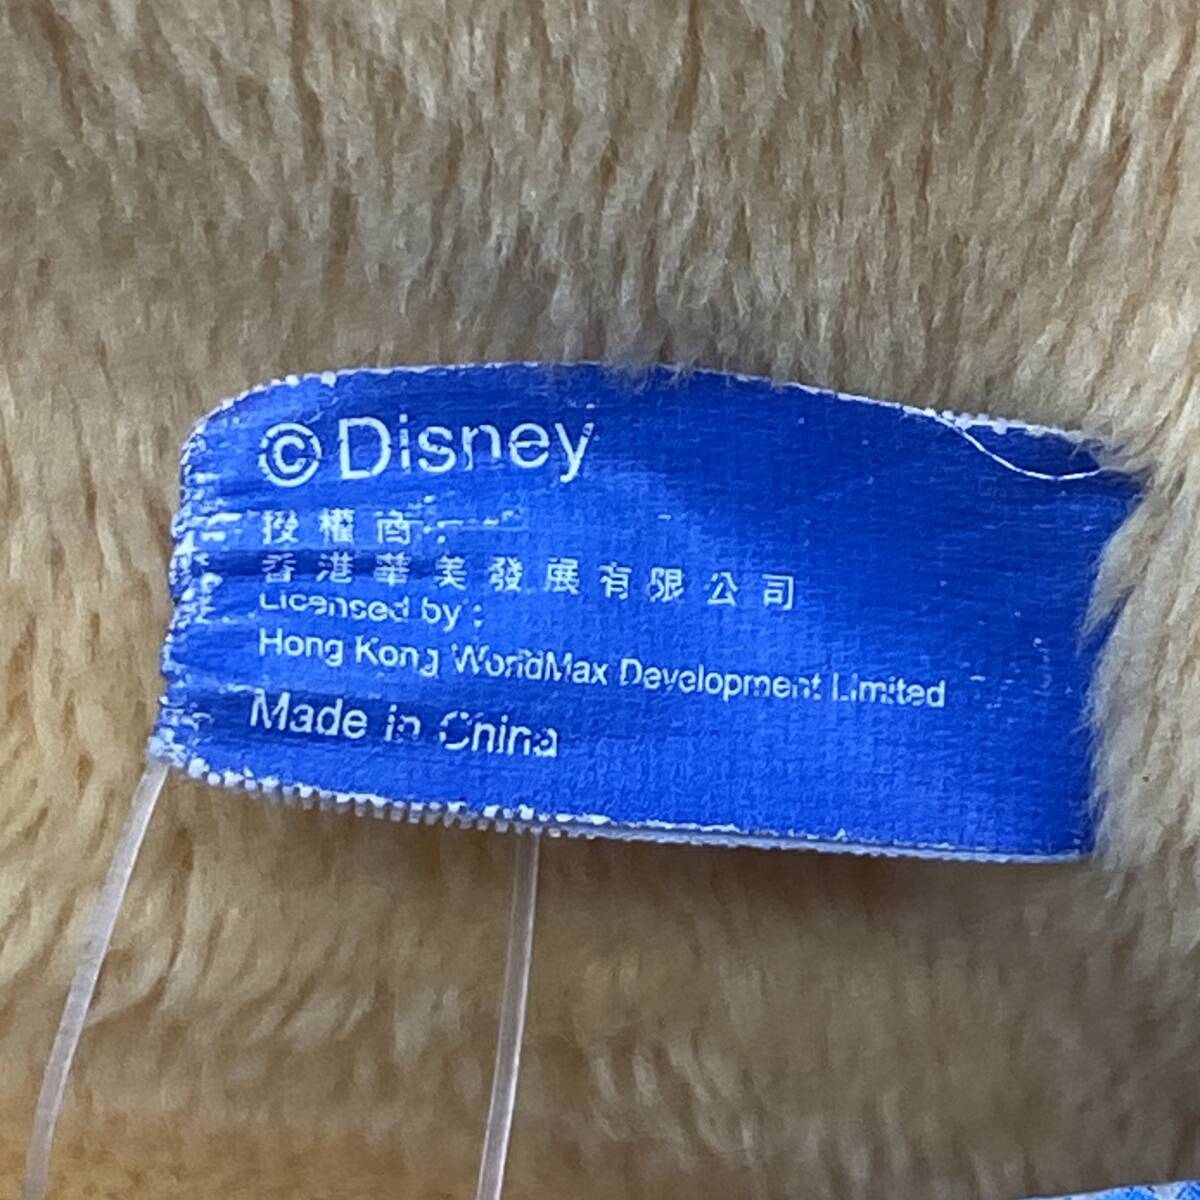 ©Disney
授權商:
香港華美發展有限公司
Licensed by:
Hong Kong WorldMax Development Limited
Made in China